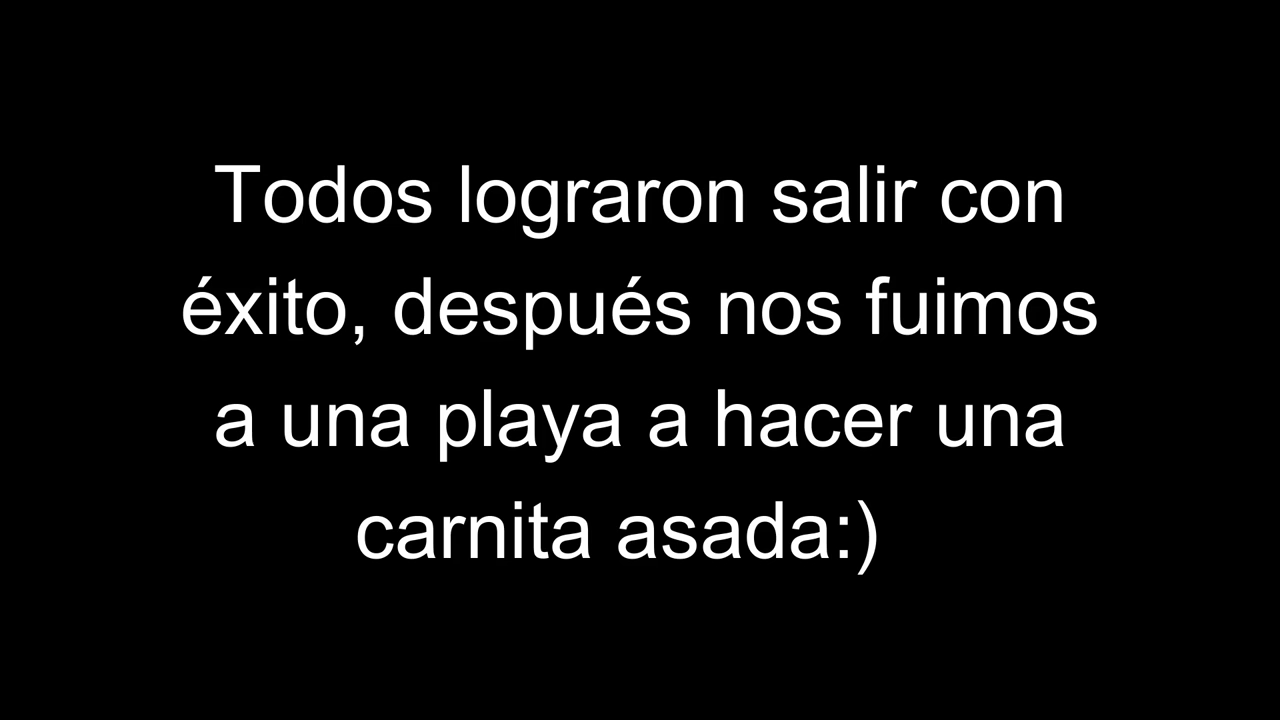 Todos lograron salir con
éxito, después nos fuimos
a una playa a hacer una
carnita asada:)